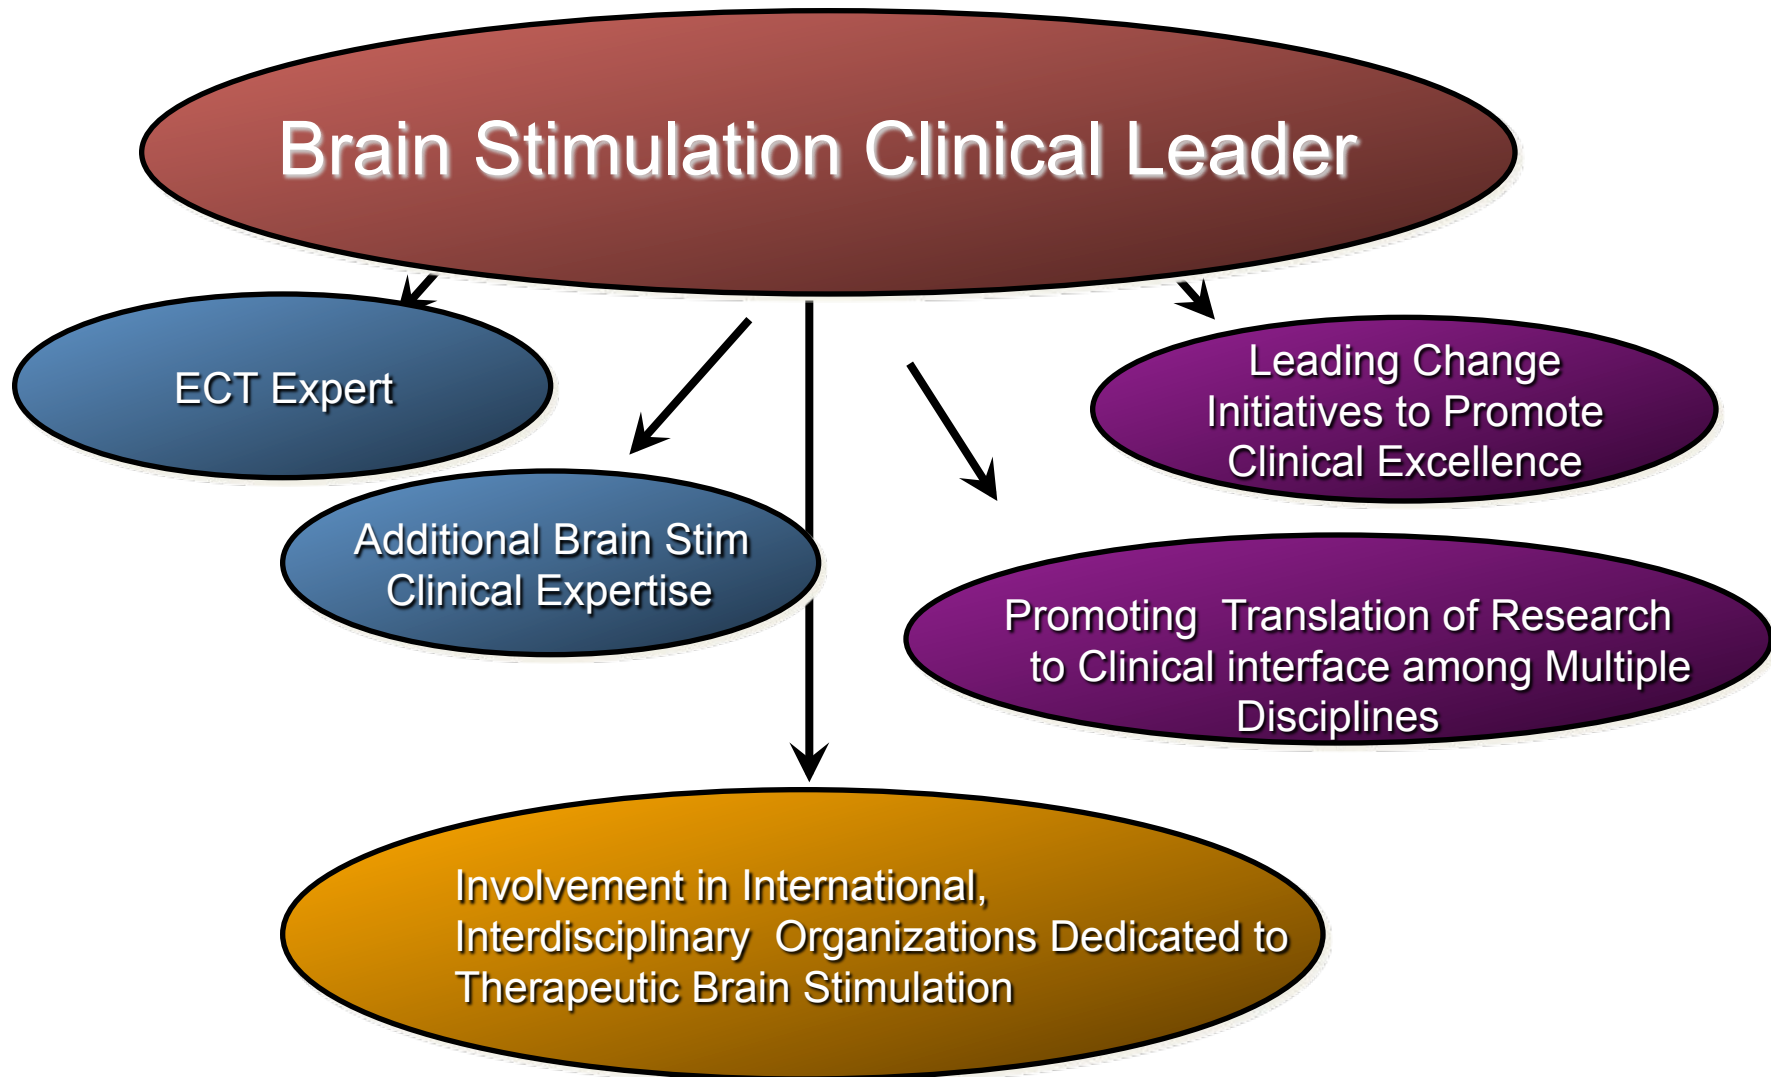 Brain Stimulation Clinical Leader
ECT Expert
Leading Change
Initiatives to Promote
Clinical Excellence
Additional Brain Stim
Clinical Expertise
Promoting  Translation of Research
to Clinical interface among Multiple
Disciplines
Involvement in International,
Interdisciplinary  Organizations Dedicated to
Therapeutic Brain Stimulation